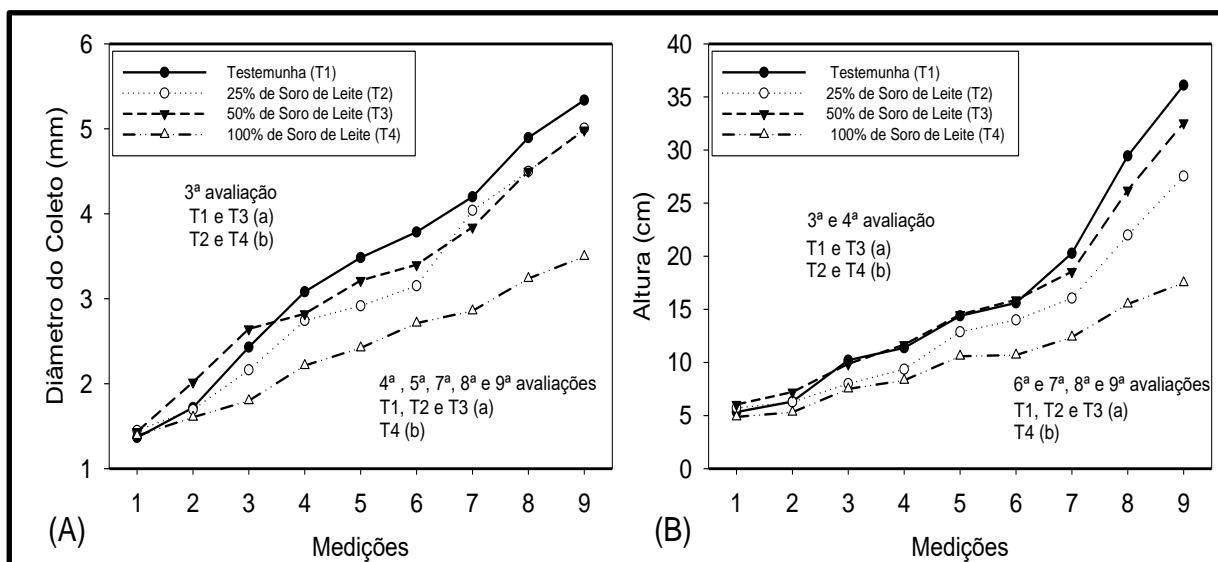 6
5
4
3
2
1
Diâmetro do Coleto (mm)
Testemunha (T1)
25% de Soro de Leite (T2)
50% de Soro de Leite (T3)
100% de Soro de Leite (T4)
3ª avaliação
T1 e T3 (a)
T2 e T4 (b)
4ª , 5ª, 7ª, 8ª e 9ª avaliações
T1, T2 e T3 (a)
T4 (b)
1 2 3 4 5 6 7 8 9
(A)
Medições
40
35
30
25
20
15
10
5
0
Altura (cm)
Testemunha (T1)
25% de Soro de Leite (T2)
50% de Soro de Leite (T3)
100% de Soro de Leite (T4)
3ª e 4ª avaliação
T1 e T3 (a)
T2 e T4 (b)
6ª e 7ª, 8ª e 9ª avaliações
T1, T2 e T3 (a)
T4 (b)
1 2 3 4 5 6 7 8 9
(B)
Medições